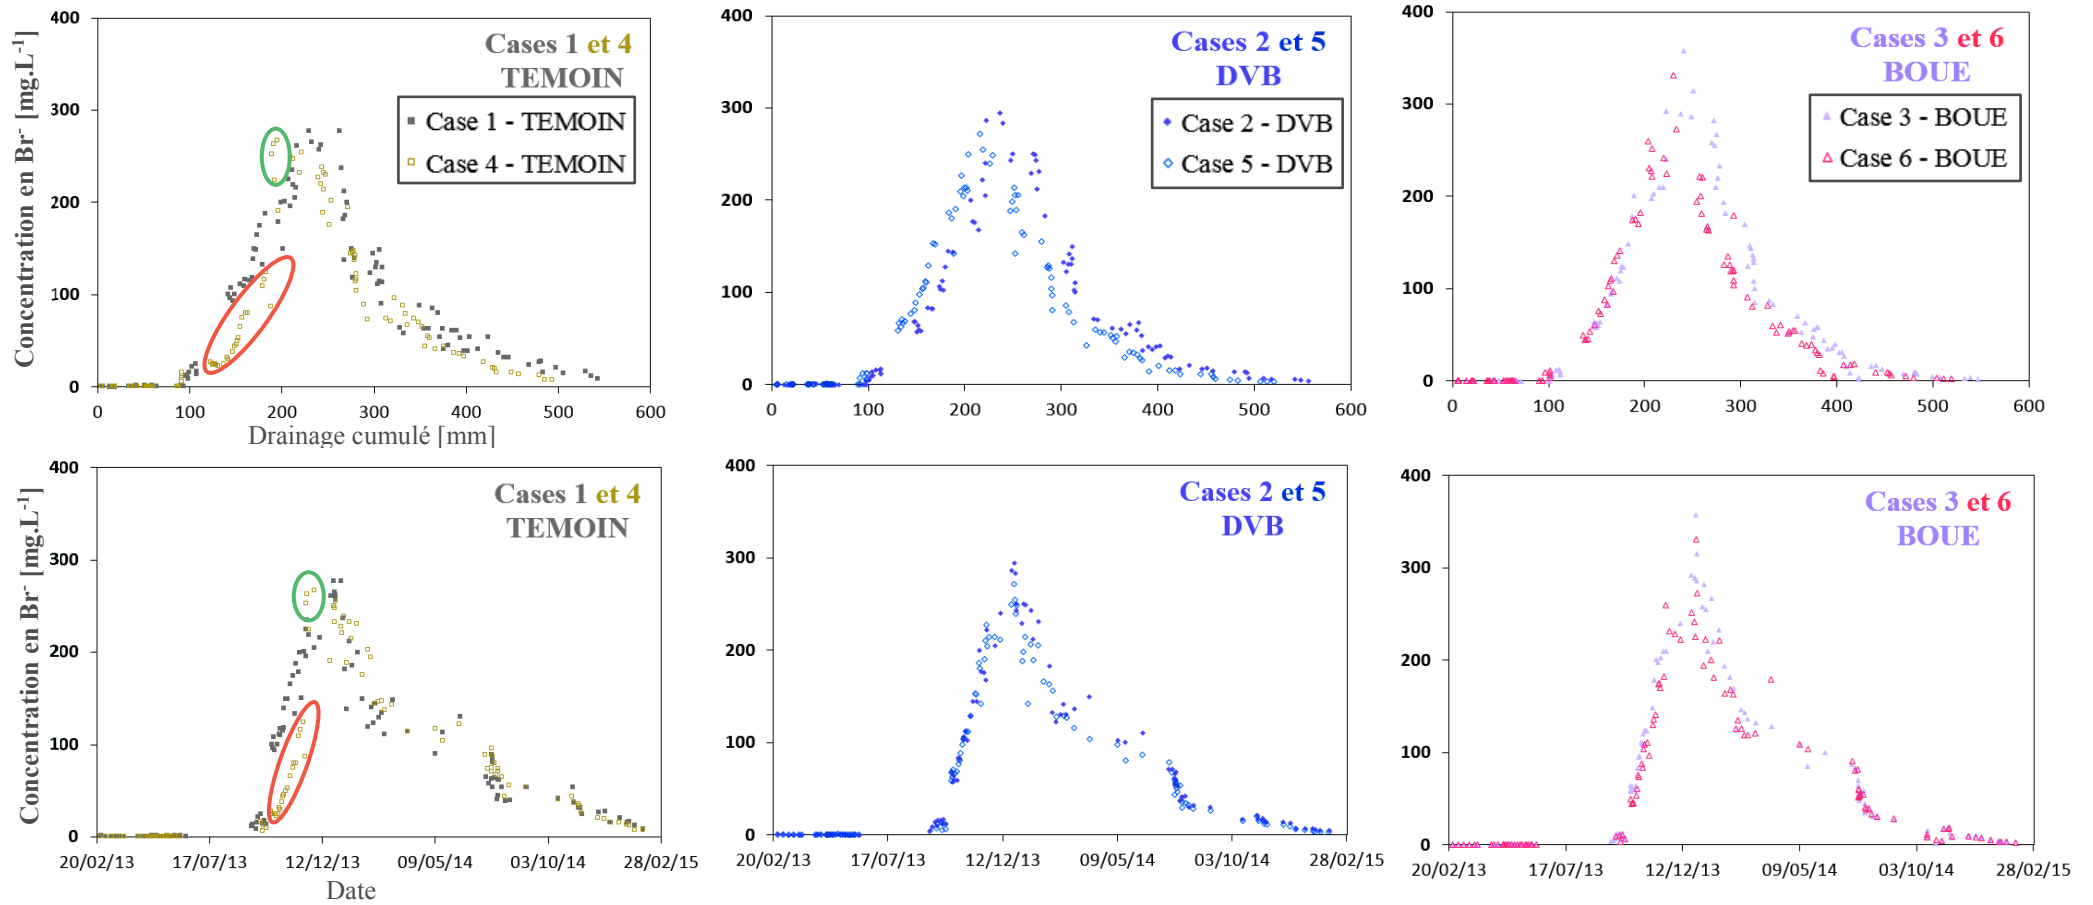 Concentration en Br- [mg.L-1]
400
300
200
100
0
0 100 200 300 400 500 600
Drainage cumulé [mm]
Cases 1 et 4
TEMOIN
Case 1 - TEMOIN
Case 4 - TEMOIN
400
300
200
100
0
0 100 200 300 400 500 600
Cases 2 et 5
DVB
Case 2 - DVB
Case 5 - DVB
400
300
200
100
0
0 100 200 300 400 500 600
Cases 3 et 6
BOUE
Case 3 - BOUE
Case 6 - BOUE
Concentration en Br- [mg.L-1]
400
300
200
100
0
20/02/13 17/07/13 12/12/13 09/05/14 03/10/14 28/02/15
Date
Cases 1 et 4
TEMOIN
400
300
200
100
0
20/02/13 17/07/13 12/12/13 09/05/14 03/10/14 28/02/15
Cases 2 et 5
DVB
400
300
200
100
0
20/02/13 17/07/13 12/12/13 09/05/14 03/10/14 28/02/15
Cases 3 et 6
BOUE